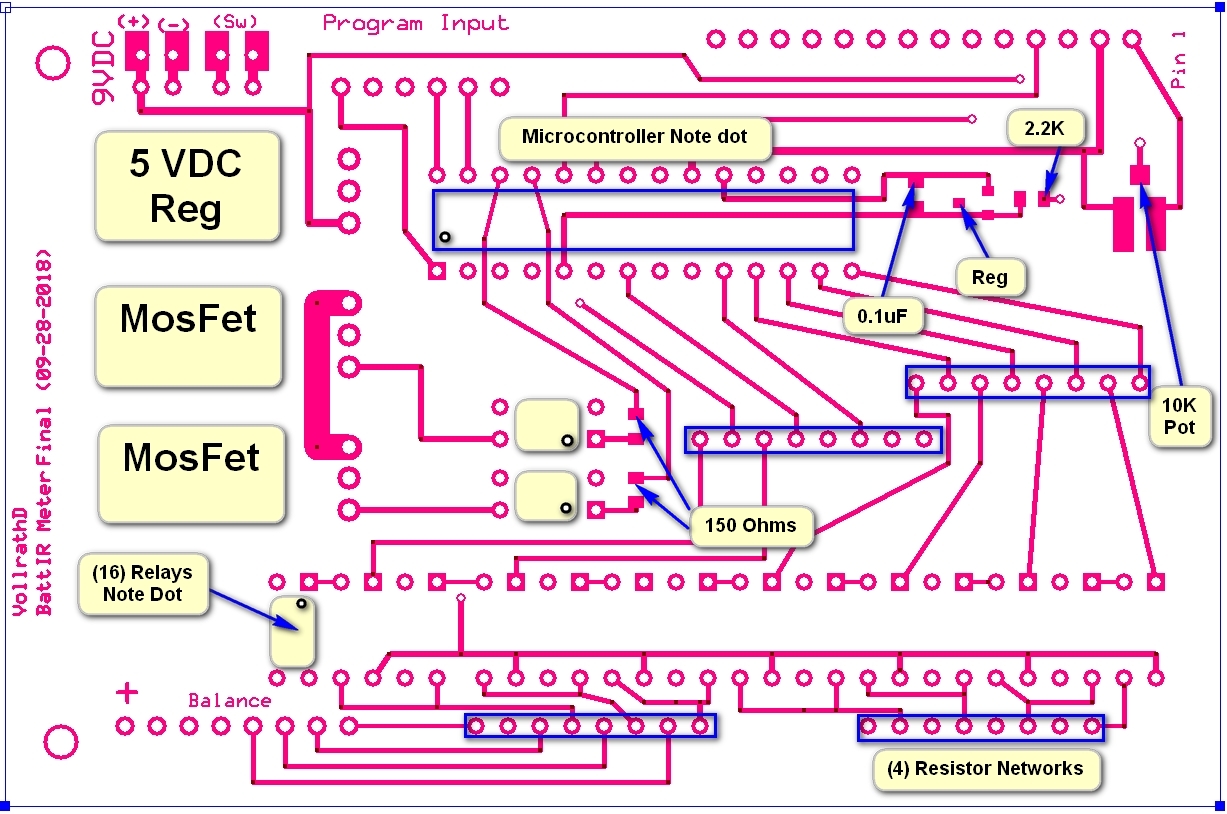 (+) (-) (Sw)
Program Input
9VDC
Pin 1
2.2K
Microcontroller Note dot
5 VDC
Reg
Reg
0.1uF
MosFet
10K
Pot
MosFet
150 Ohms
VollrathD
BattIR Meter Final (09-28-2018)
(16) Relays
Note Dot
+
Balance
(4) Resistor Networks